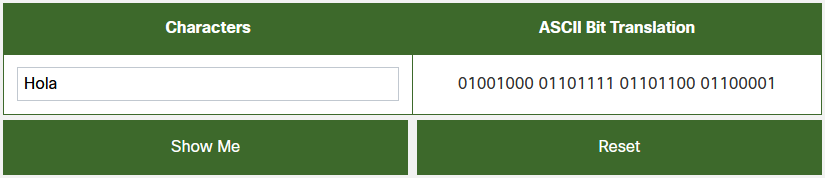 Characters
ASCII Bit Translation
Hola
01001000 01101111 01101100 01100001
Show Me
Reset